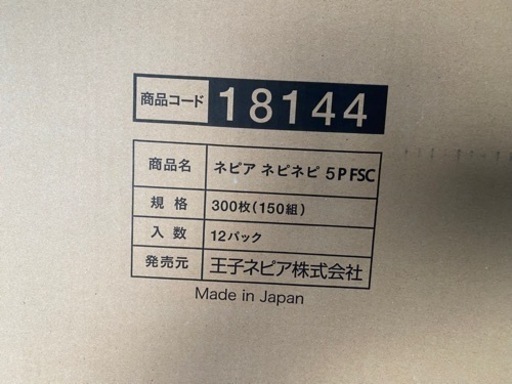 商品コード 18144
商品名 ネピア ネピネピ 5P FSC
規格 300枚(150組)
入数 12パック
発売元 王子ネピア株式会社
Made in Japan